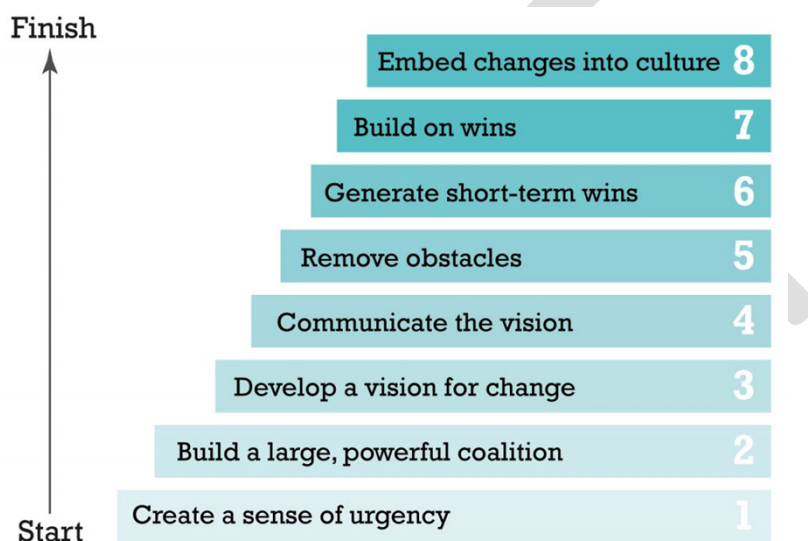 Finish
Embed changes into culture 8
Build on wins 7
Generate short-term wins 6
Remove obstacles 5
Communicate the vision 4
Develop a vision for change 3
Build a large, powerful coalition 2
Create a sense of urgency 1
Start